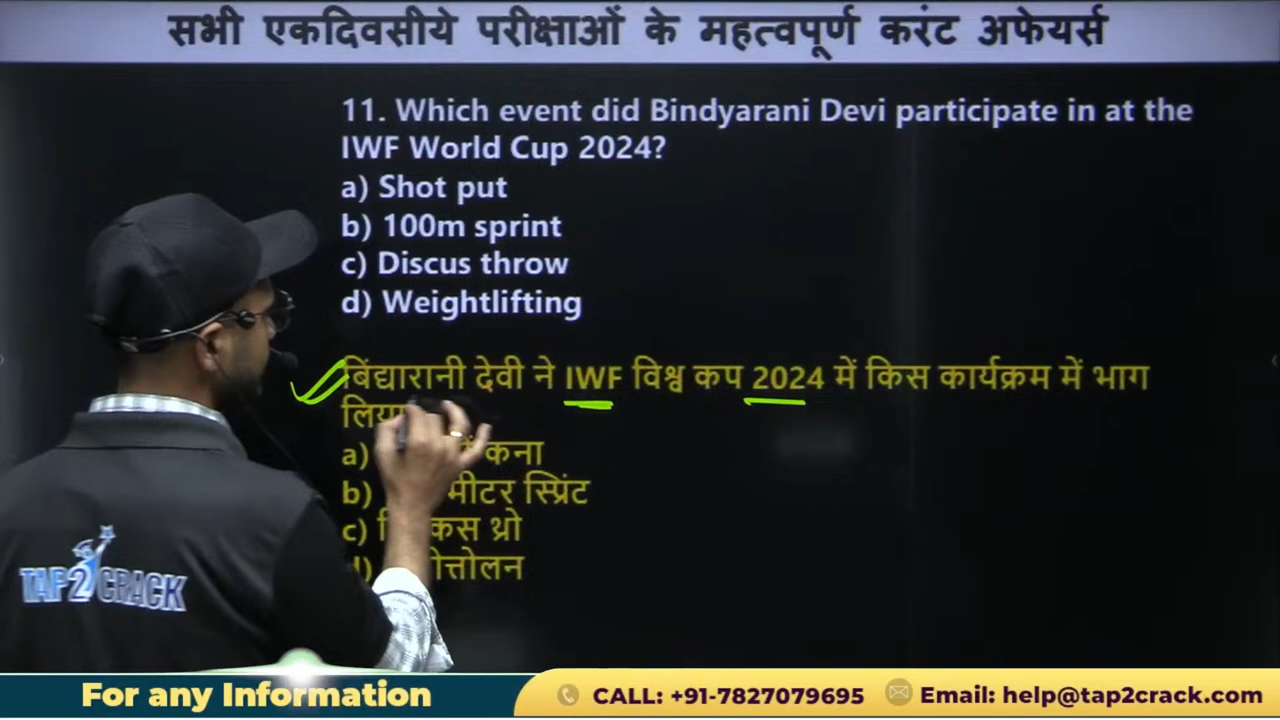 सभी एकदिवसीये परीक्षाओं के महत्वपूर्ण करंट अफेयर्स
11. Which event did Bindyarani Devi participate in at the
IWF World Cup 2024?
a) Shot put
b) 100m sprint
c) Discus throw
d) Weightlifting
बिंद्यारानी देवी ने IWF विश्व कप 2024 में किस कार्यक्रम में भाग
a)
b) मीटर स्प्रिंट
c) थ्रो
TAP2CRACK
For any Information
CALL: +91-7827079695
Email: help@tap2crack.com